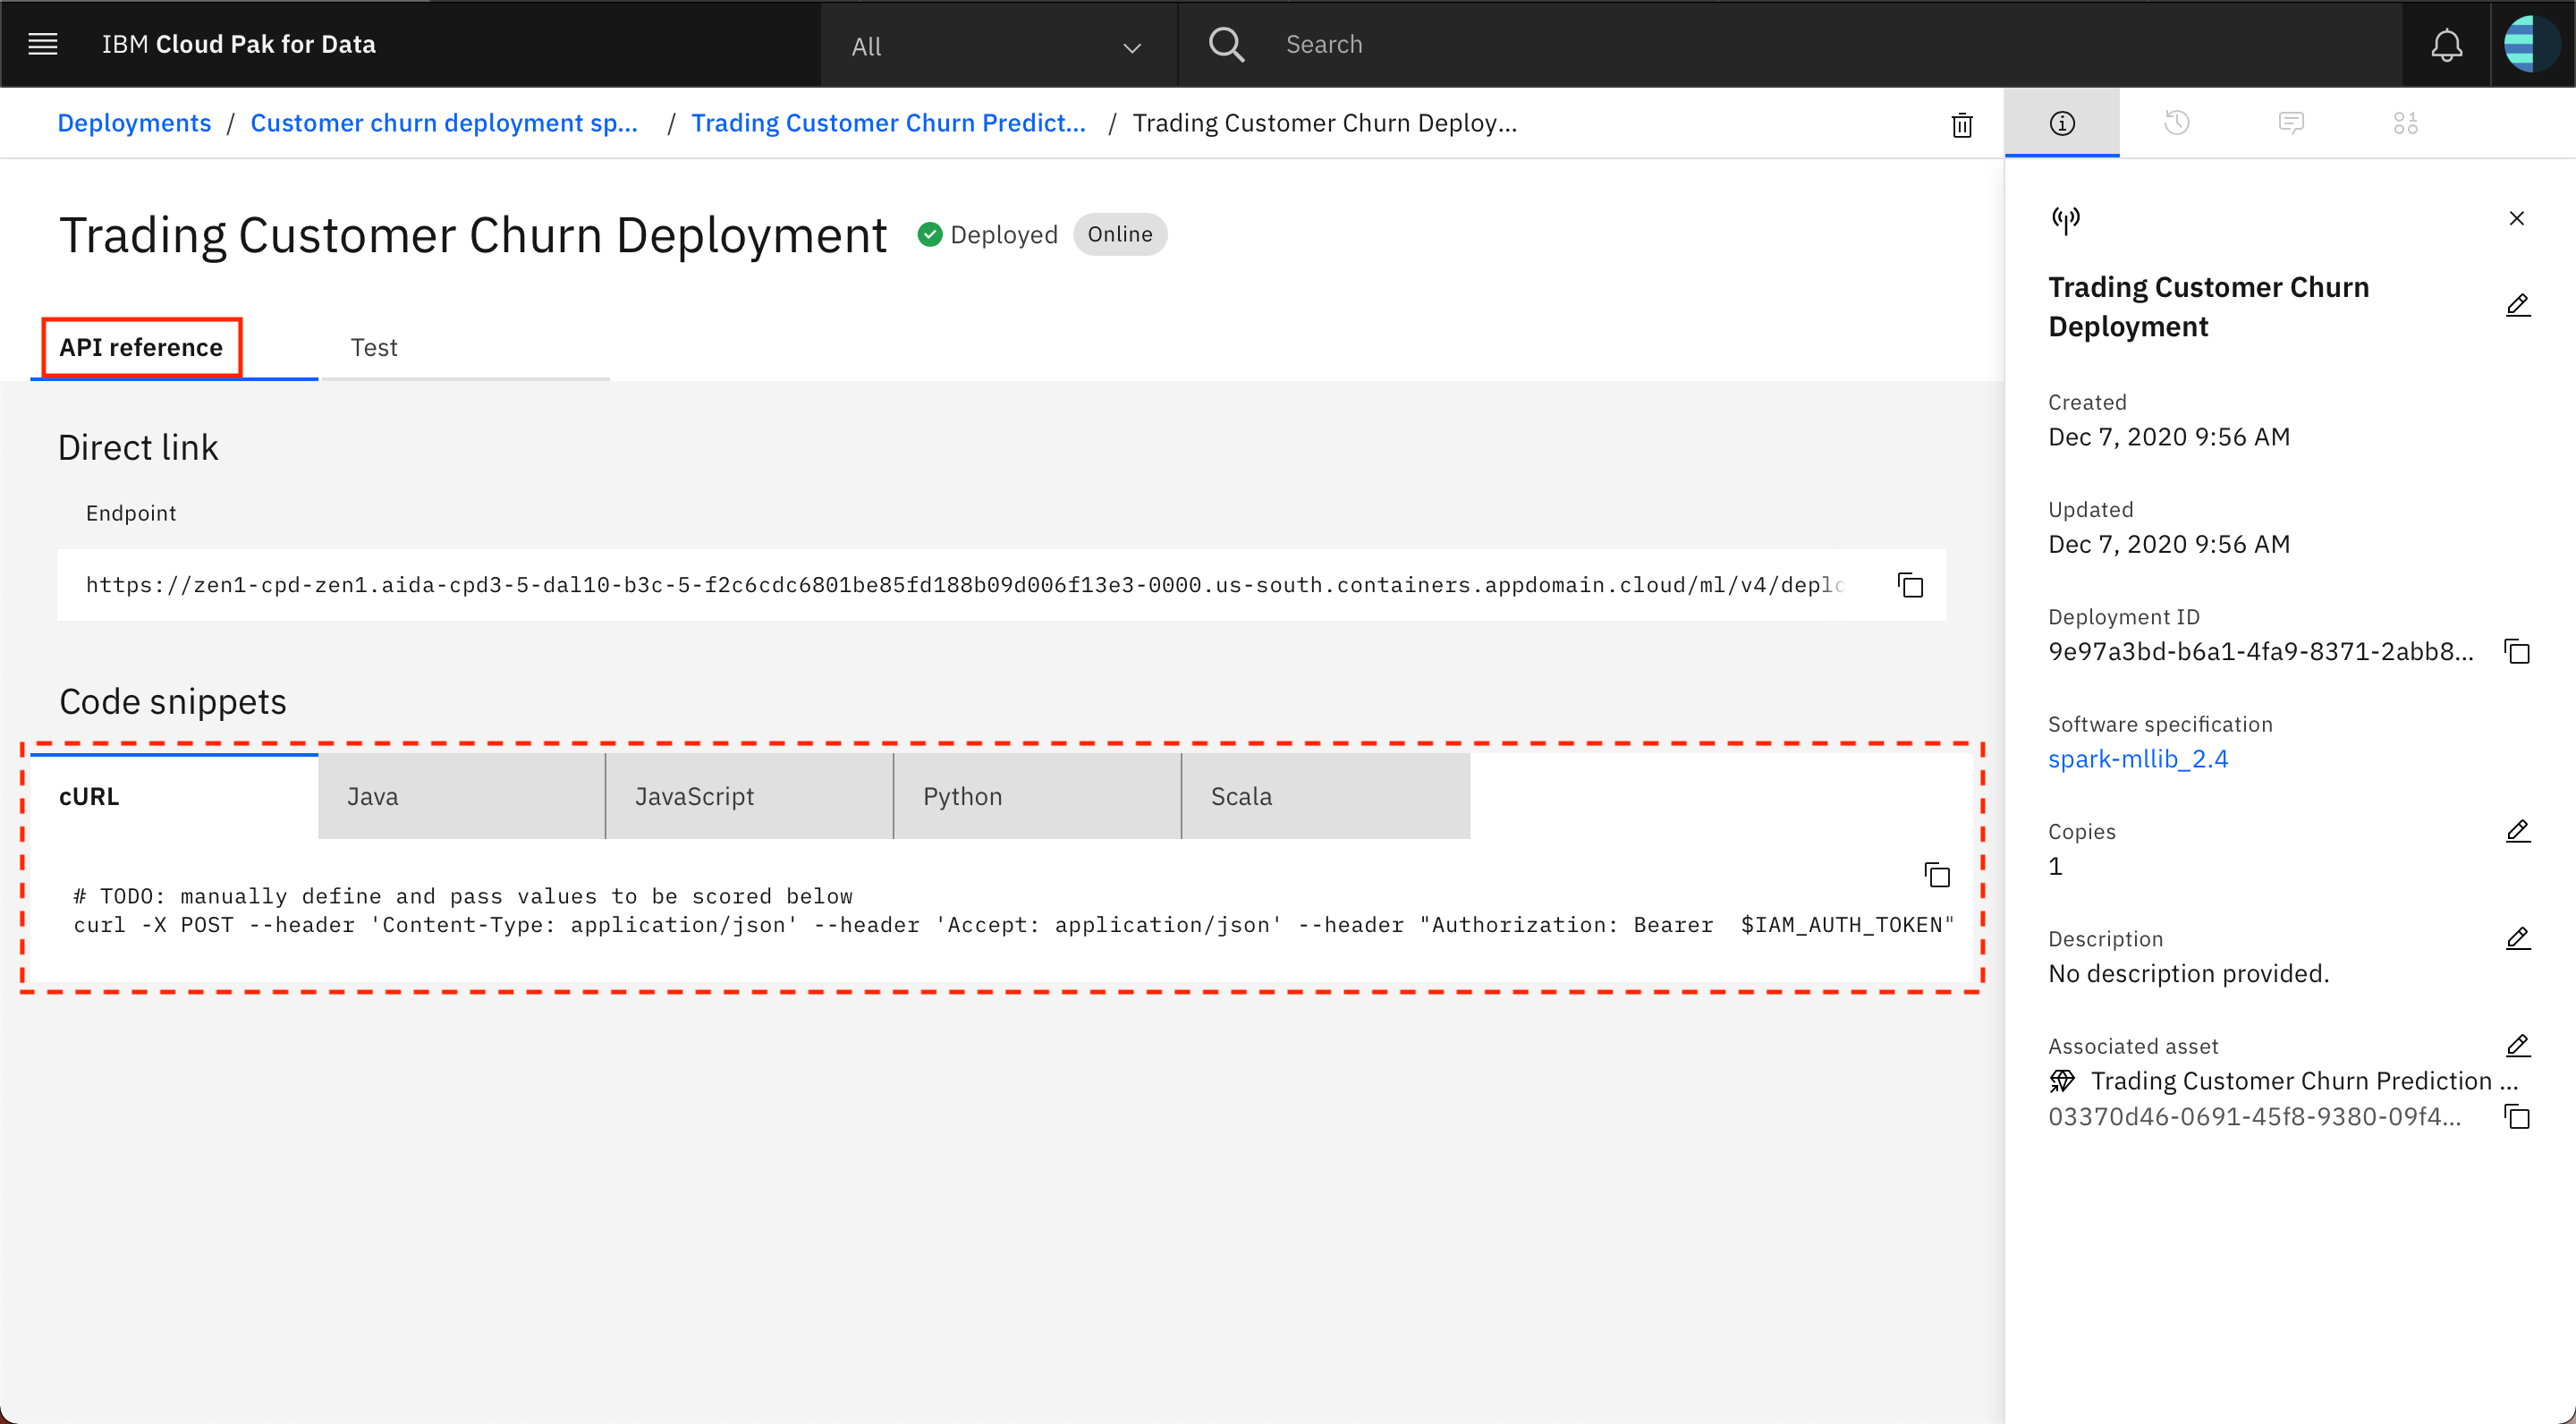 IBM Cloud Pak for Data
All
Search
Deployments / Customer churn deployment sp... / Trading Customer Churn Predict... / Trading Customer Churn Deploy...
Trading Customer Churn Deployment
Deployed
Online
API reference
Test
Direct link
Endpoint
https://zen1-cpd-zen1.aida-cpd3-5-dal10-b3c-5-f2c6cdc6801be85fd188b09d006f13e3-0000.us-south.containers.appdomain.cloud/ml/v4/deplo
Code snippets
cURL
Java
JavaScript
Python
Scala
# TODO: manually define and pass values to be scored below
curl -X POST --header 'Content-Type: application/json' --header 'Accept: application/json' --header "Authorization: Bearer  $IAM_AUTH_TOKEN"
Trading Customer Churn
Deployment
Created
Dec 7, 2020 9:56 AM
Updated
Dec 7, 2020 9:56 AM
Deployment ID
9e97a3bd-b6a1-4fa9-8371-2abb8...
Software specification
spark-mllib_2.4
Copies
1
Description
No description provided.
Associated asset
Trading Customer Churn Prediction ...
03370d46-0691-45f8-9380-09f4...